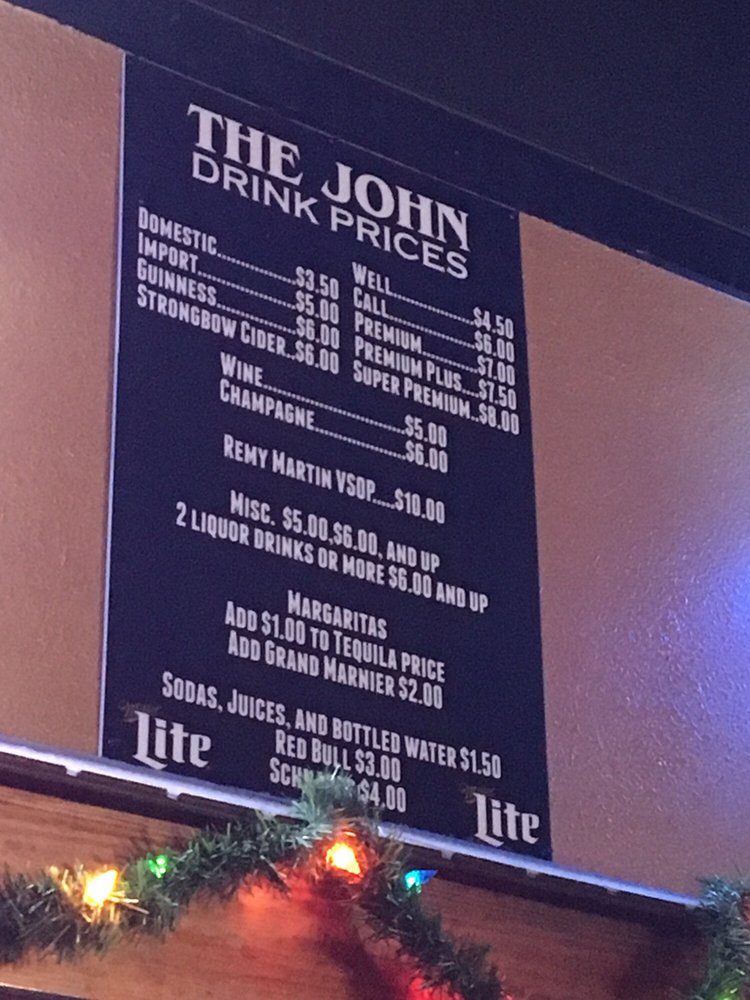 THE JOHN
DRINK PRICES
DOMESTIC..............$3.50
IMPORT..................$5.00
GUINNESS..............$6.00
STRONGBOW CIDER..$6.00
WELL..................$4.50
CALL...................$6.00
PREMIUM............$7.00
PREMIUM PLUS....$7.50
SUPER PREMIUM..$8.00
WINE..............................$5.00
CHAMPAGNE....................$6.00
REMY MARTIN VSOP.....$10.00
MISC. $5.00,$6.00, AND UP
2 LIQUOR DRINKS OR MORE $6.00 AND UP
MARGARITAS
ADD $1.00 TO TEQUILA PRICE
ADD GRAND MARNIER $2.00
SODAS, JUICES, AND BOTTLED WATER $1.50
RED BULL $3.00
$4.00
Lite
Lite